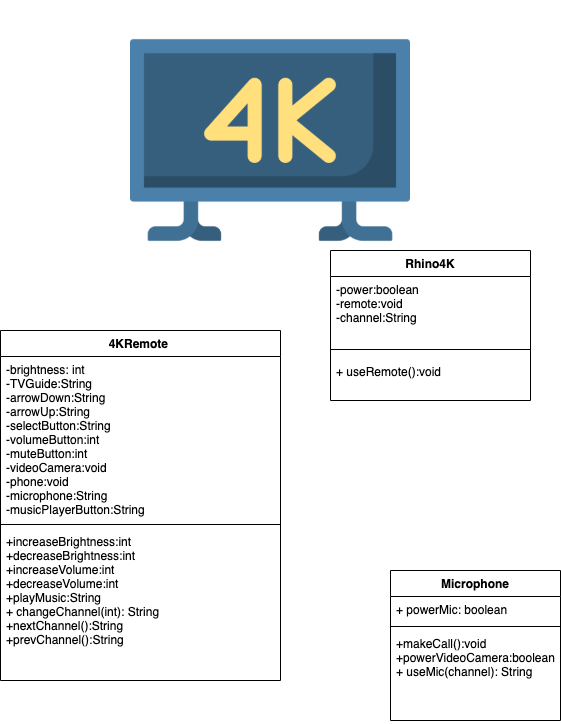 4K
Rhino4K
-power:boolean
-remote:void
-channel:String
+ useRemote():void
4KRemote
-brightness: int
-TVGuide:String
-arrowDown:String
-arrowUp:String
-selectButton:String
-volumeButton:int
-muteButton:int
-videoCamera:void
-phone:void
-microphone:String
-musicPlayerButton:String
+increaseBrightness:int
+decreaseBrightness:int
+increaseVolume:int
+decreaseVolume:int
+playMusic:String
+ changeChannel(int): String
+nextChannel():String
+prevChannel():String
Microphone
+ powerMic: boolean
+makeCall():void
+powerVideoCamera:boolean
+ useMic(channel): String